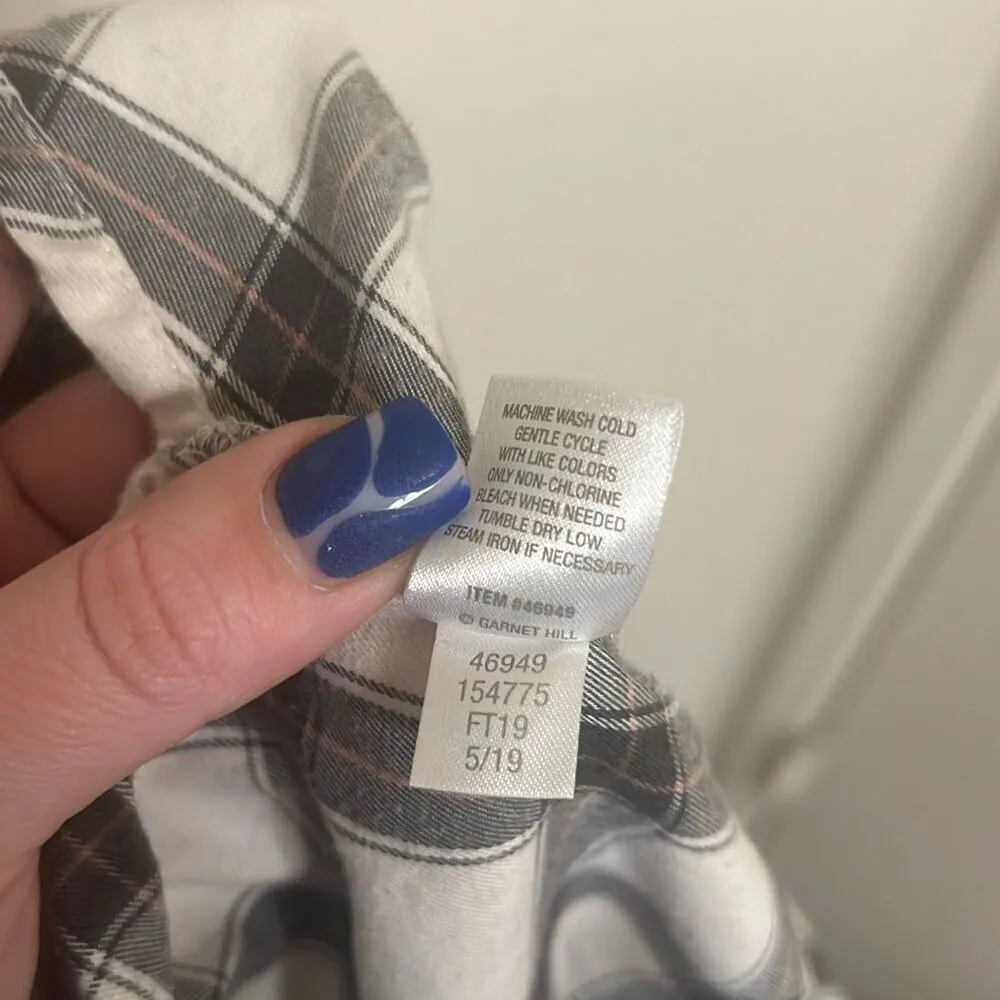 MACHINE WASH COLD
GENTLE CYCLE
WITH LIKE COLORS
ONLY NON-CHLORINE
BLEACH WHEN NEEDED
TUMBLE DRY LOW
STEAM IRON IF NECESSARY
ITEM #46949
© GARNET HILL
46949
154775
FT19
5/19